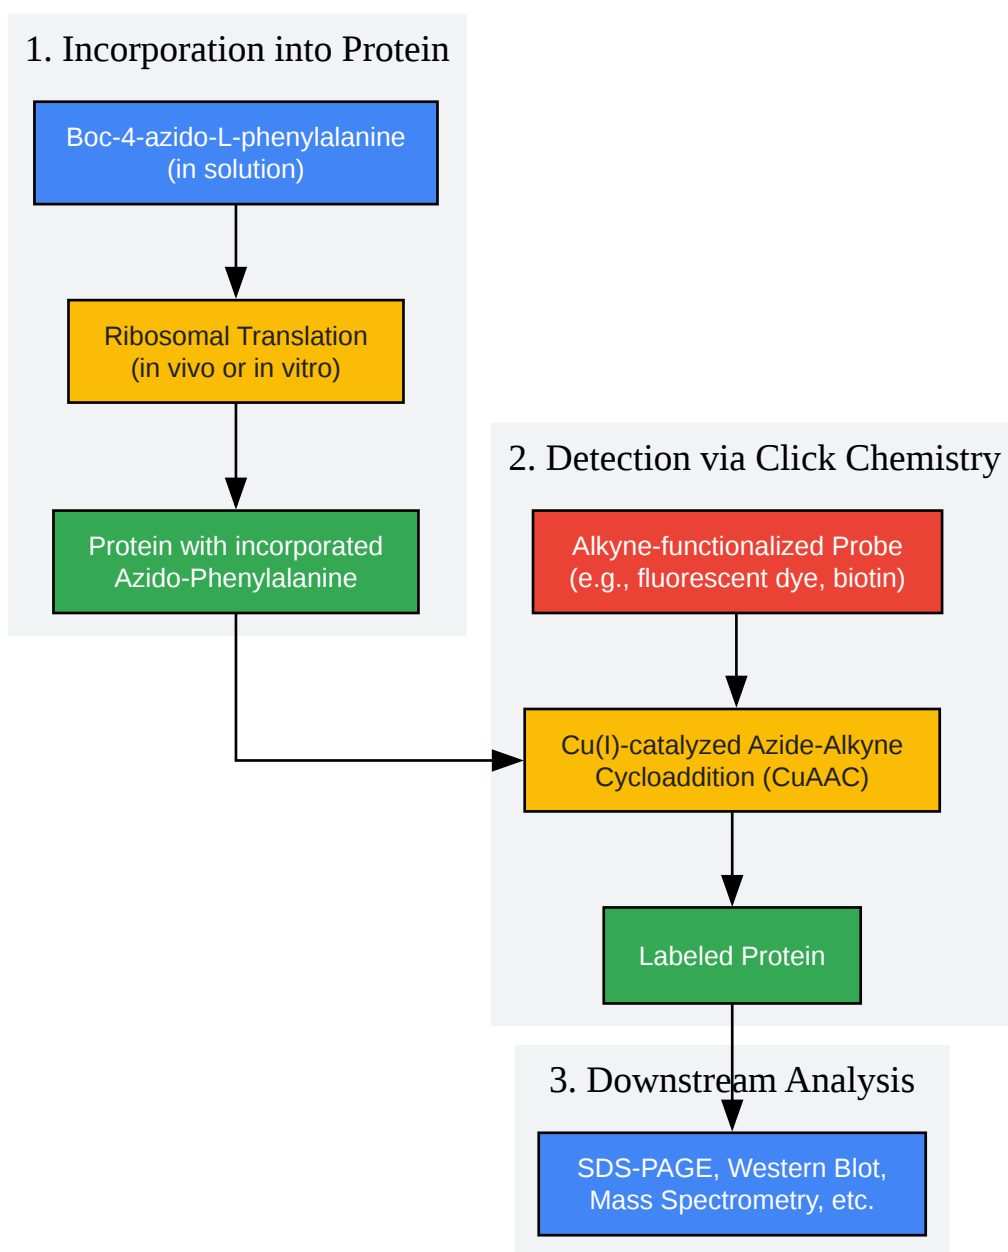 1. Incorporation into Protein
Boc-4-azido-L-phenylalanine
(in solution)
Ribosomal Translation
(in vivo or in vitro)
Protein with incorporated
Azido-Phenylalanine
2. Detection via Click Chemistry
Alkyne-functionalized Probe
(e.g., fluorescent dye, biotin)
Cu(I)-catalyzed Azide-Alkyne
Cycloaddition (CuAAC)
Labeled Protein
3. Downstream Analysis
SDS-PAGE, Western Blot,
Mass Spectrometry, etc.